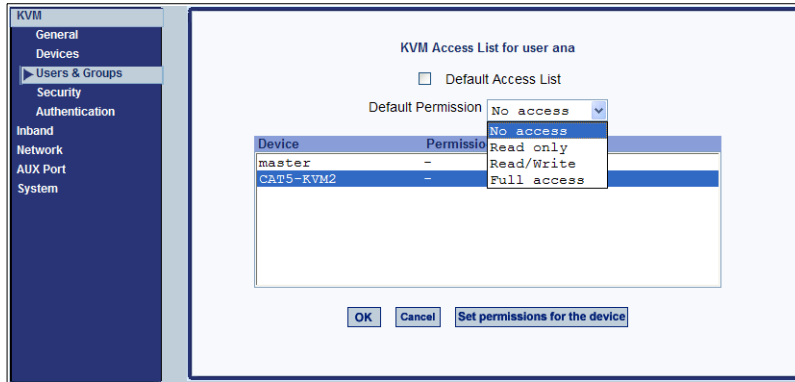 KVM
General
Devices
Users & Groups
Security
Authentication
Inband
Network
AUX Port
System
KVM Access List for user ana
Default Access List
Default Permission No access
No access
Read only
Read/Write
Full access
Device Permissio
master -
CAT5-KVM2 -
OK Cancel Set permissions for the device